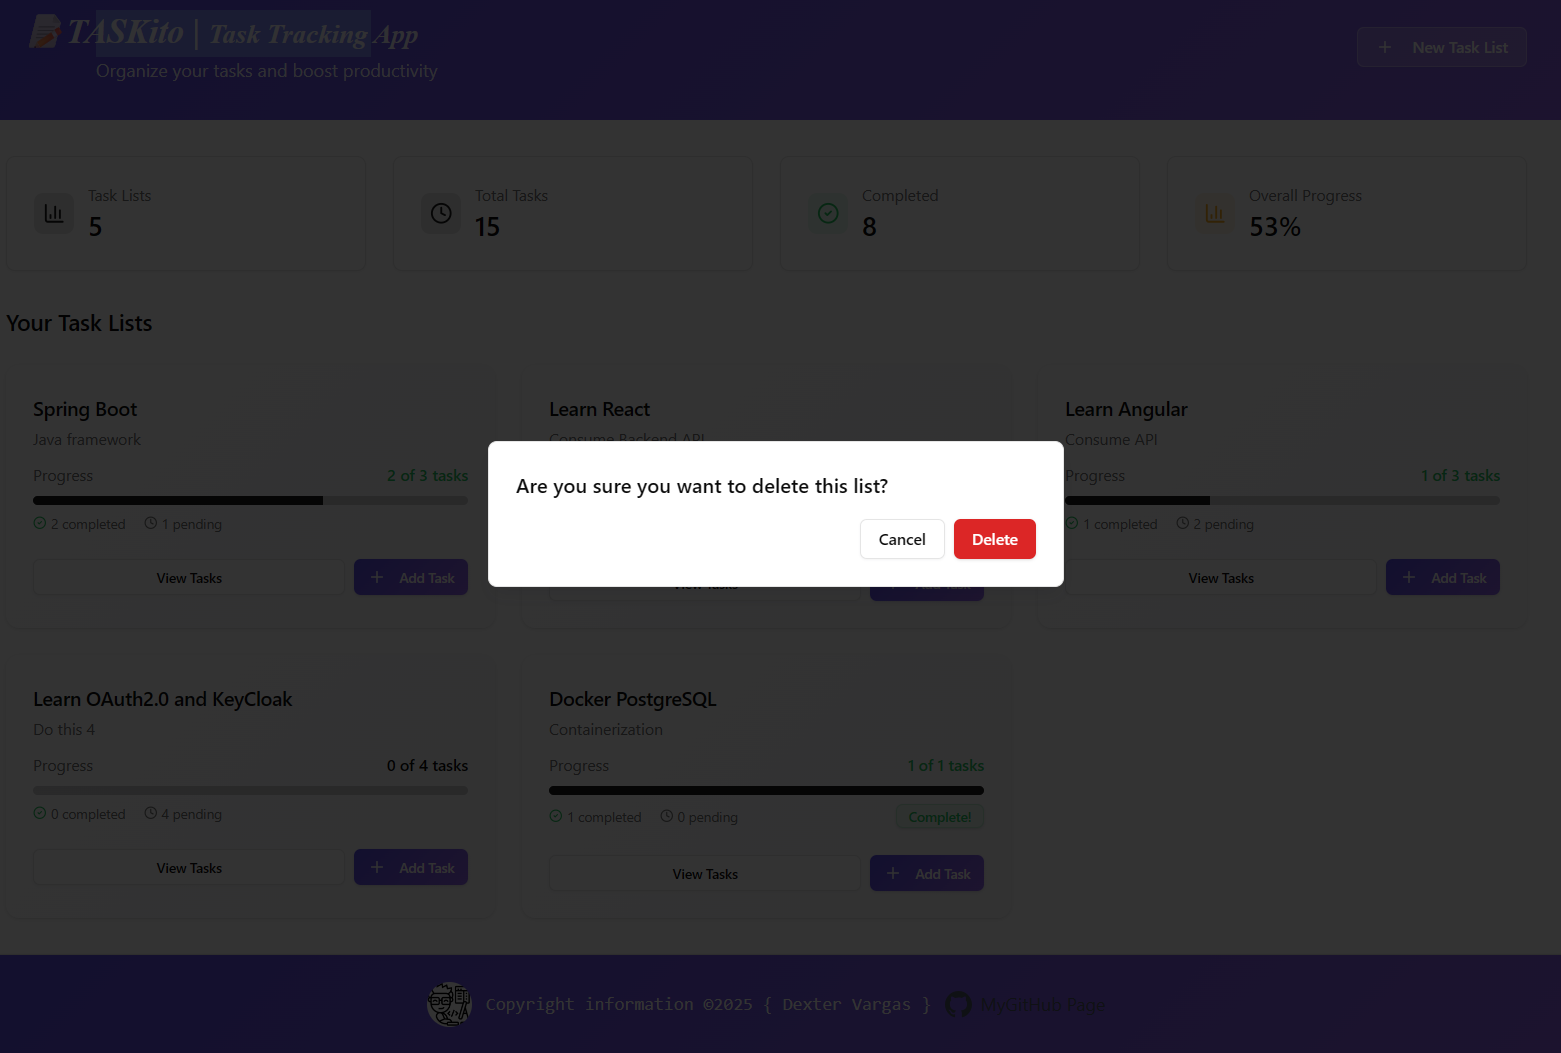 TASKito | Task Tracking App
Organize your tasks and boost productivity
New Task List
Task Lists
5
Total Tasks
15
Completed
8
Overall Progress
53%
Your Task Lists
Spring Boot
Java framework
Progress
2 of 3 tasks
2 completed
1 pending
View Tasks
Add Task
Learn React
Consume Backend API
Learn Angular
Consume API
Progress
1 of 3 tasks
1 completed
2 pending
View Tasks
Add Task
Are you sure you want to delete this list?
Cancel
Delete
View Tasks
Add Task
Learn OAuth2.0 and KeyCloak
Do this 4
Progress
0 of 4 tasks
0 completed
4 pending
View Tasks
Add Task
Docker PostgreSQL
Containerization
Progress
1 of 1 tasks
1 completed
0 pending
Complete!
View Tasks
Add Task
Copyright information ©2025 { Dexter Vargas }
MyGitHub Page